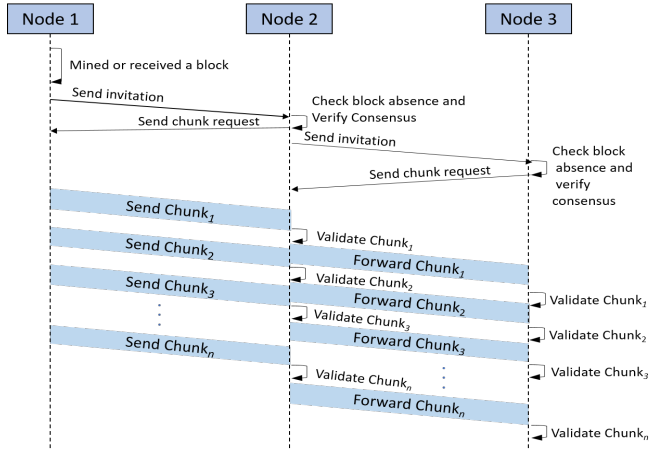 Node 1
Node 2
Node 3
Mined or received a block
Send invitation
Check block absence and
Verify Consensus
Send chunk request
Send invitation
Check block
absence and
verify
consensus
Send chunk request
Send Chunk1
Validate Chunk1
Send Chunk2
Forward Chunk1
Validate Chunk2
Send Chunk3
Forward Chunk2
Validate Chunk1
Validate Chunk3
Send Chunkn
Forward Chunk3
Validate Chunk2
Validate Chunkn
Validate Chunk3
Forward Chunkn
Validate Chunkn